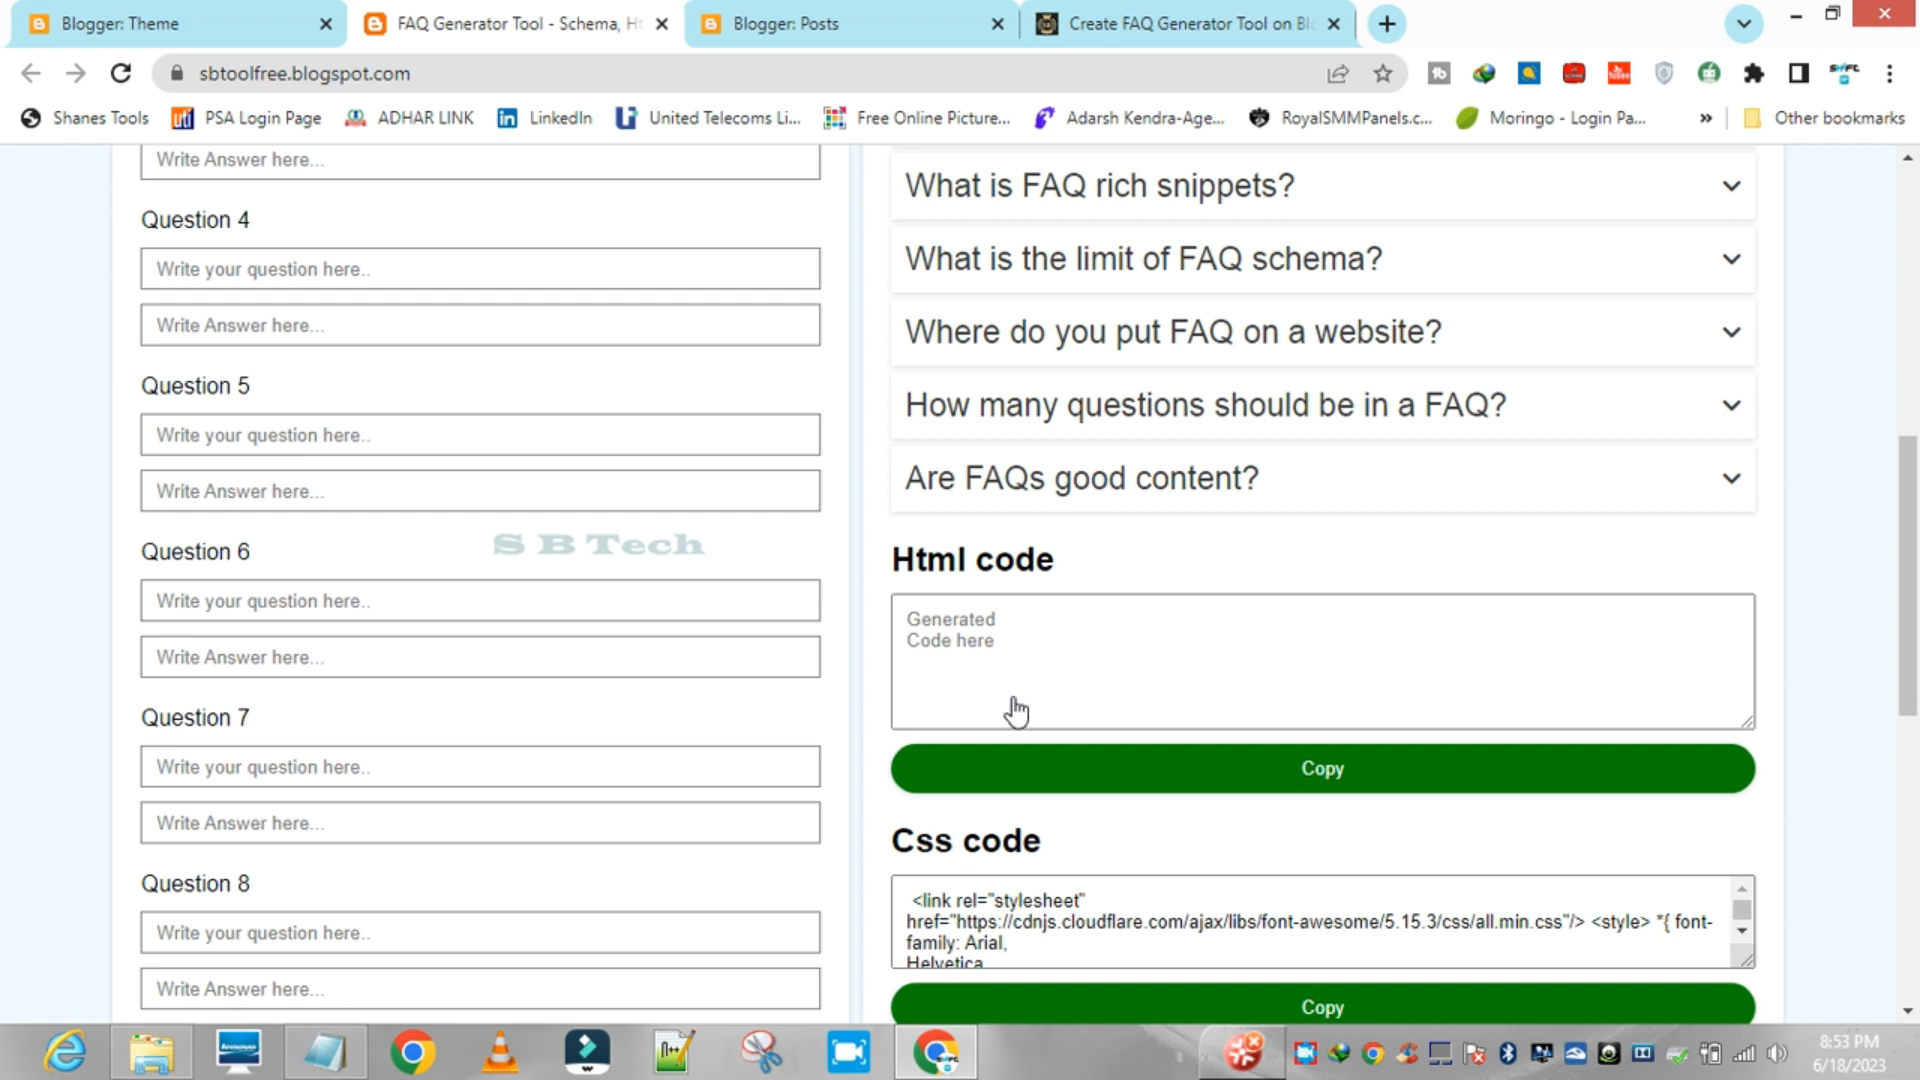 Blogger: Theme
FAQ Generator Tool - Schema, Ht
Blogger: Posts
Create FAQ Generator Tool on Blo
sbtoolfree.blogspot.com
Shanes Tools
PSA Login Page
ADHAR LINK
LinkedIn
United Telecoms Li...
Free Online Picture...
Adarsh Kendra-Age...
RoyalSMMPanels.c...
Moringo - Login Pa...
»
Other bookmarks
Write Answer here...
Question 4
Write your question here..
Write Answer here...
Question 5
Write your question here..
Write Answer here...
Question 6
S B Tech
Write your question here..
Write Answer here...
Question 7
Write your question here..
Write Answer here...
Question 8
Write your question here..
Write Answer here...
What is FAQ rich snippets?
What is the limit of FAQ schema?
Where do you put FAQ on a website?
How many questions should be in a FAQ?
Are FAQs good content?
Html code
Generated
Code here
Copy
Css code
<link rel="stylesheet"
href="https://cdnjs.cloudflare.com/ajax/libs/font-awesome/5.15.3/css/all.min.css"/> <style> *{ font-
family: Arial,
Helvetica
Copy
lenovo
8:53 PM
6/18/2023